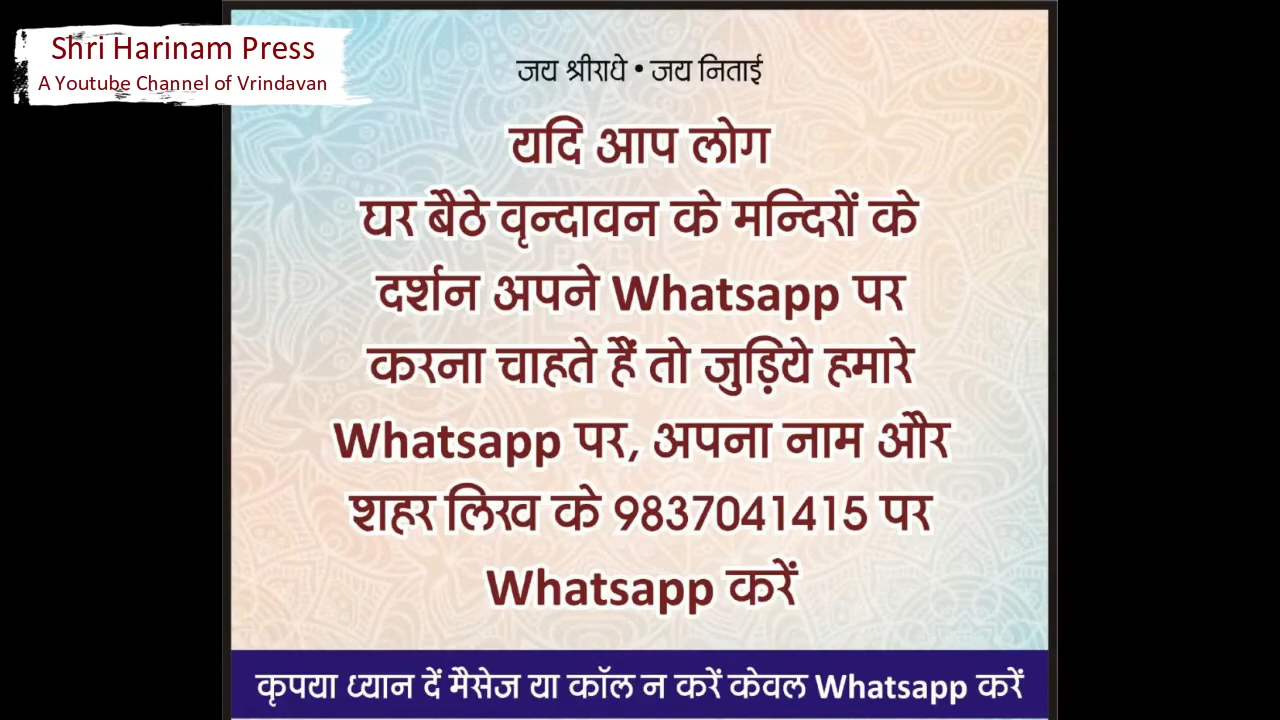 Shri Harinam Press
A Youtube Channel of Vrindavan
जय श्रीराधे • जय निताई
यदि आप लोग
घर बैठे वृन्दावन के मन्दिरों के
दर्शन अपने Whatsapp पर
करना चाहते हैं तो जुड़िये हमारे
Whatsapp पर, अपना नाम और
शहर लिख के 9837041415 पर
Whatsapp करें
कृपया ध्यान दें मैसेज या कॉल न करें केवल Whatsapp करें